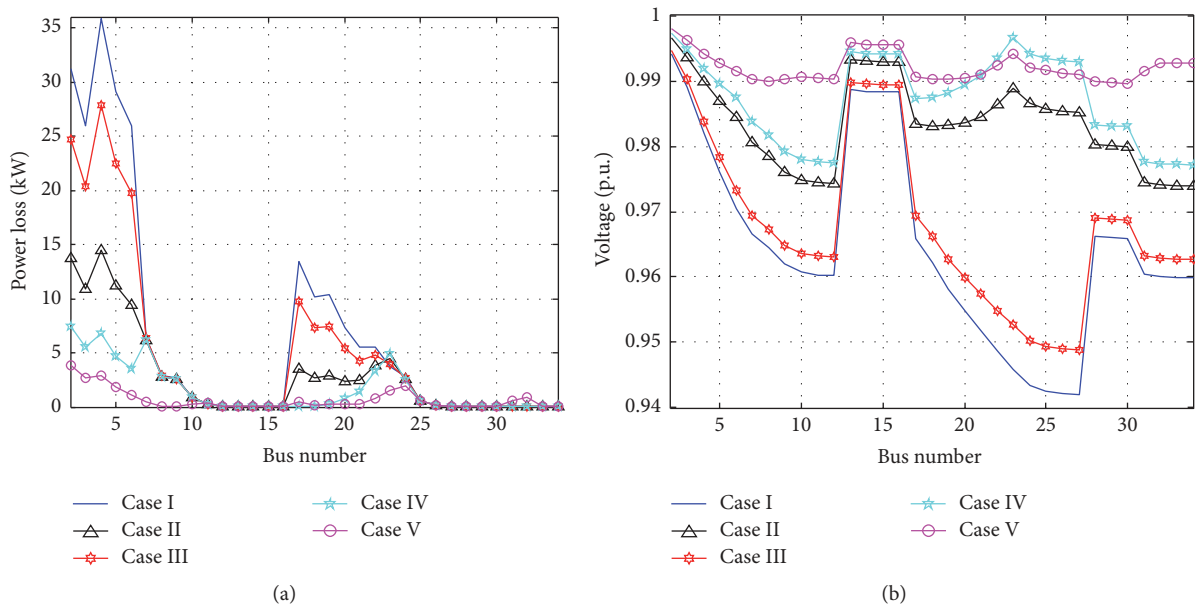 35
30
25
20
15
10
5
0
Power loss (kW)
5 10 15 20 25 30
Bus number
Case I
Case II
Case III
Case IV
Case V
(a)
1
0.99
0.98
0.97
0.96
0.95
0.94
Voltage (p.u.)
5 10 15 20 25 30
Bus number
Case I
Case II
Case III
Case IV
Case V
(b)